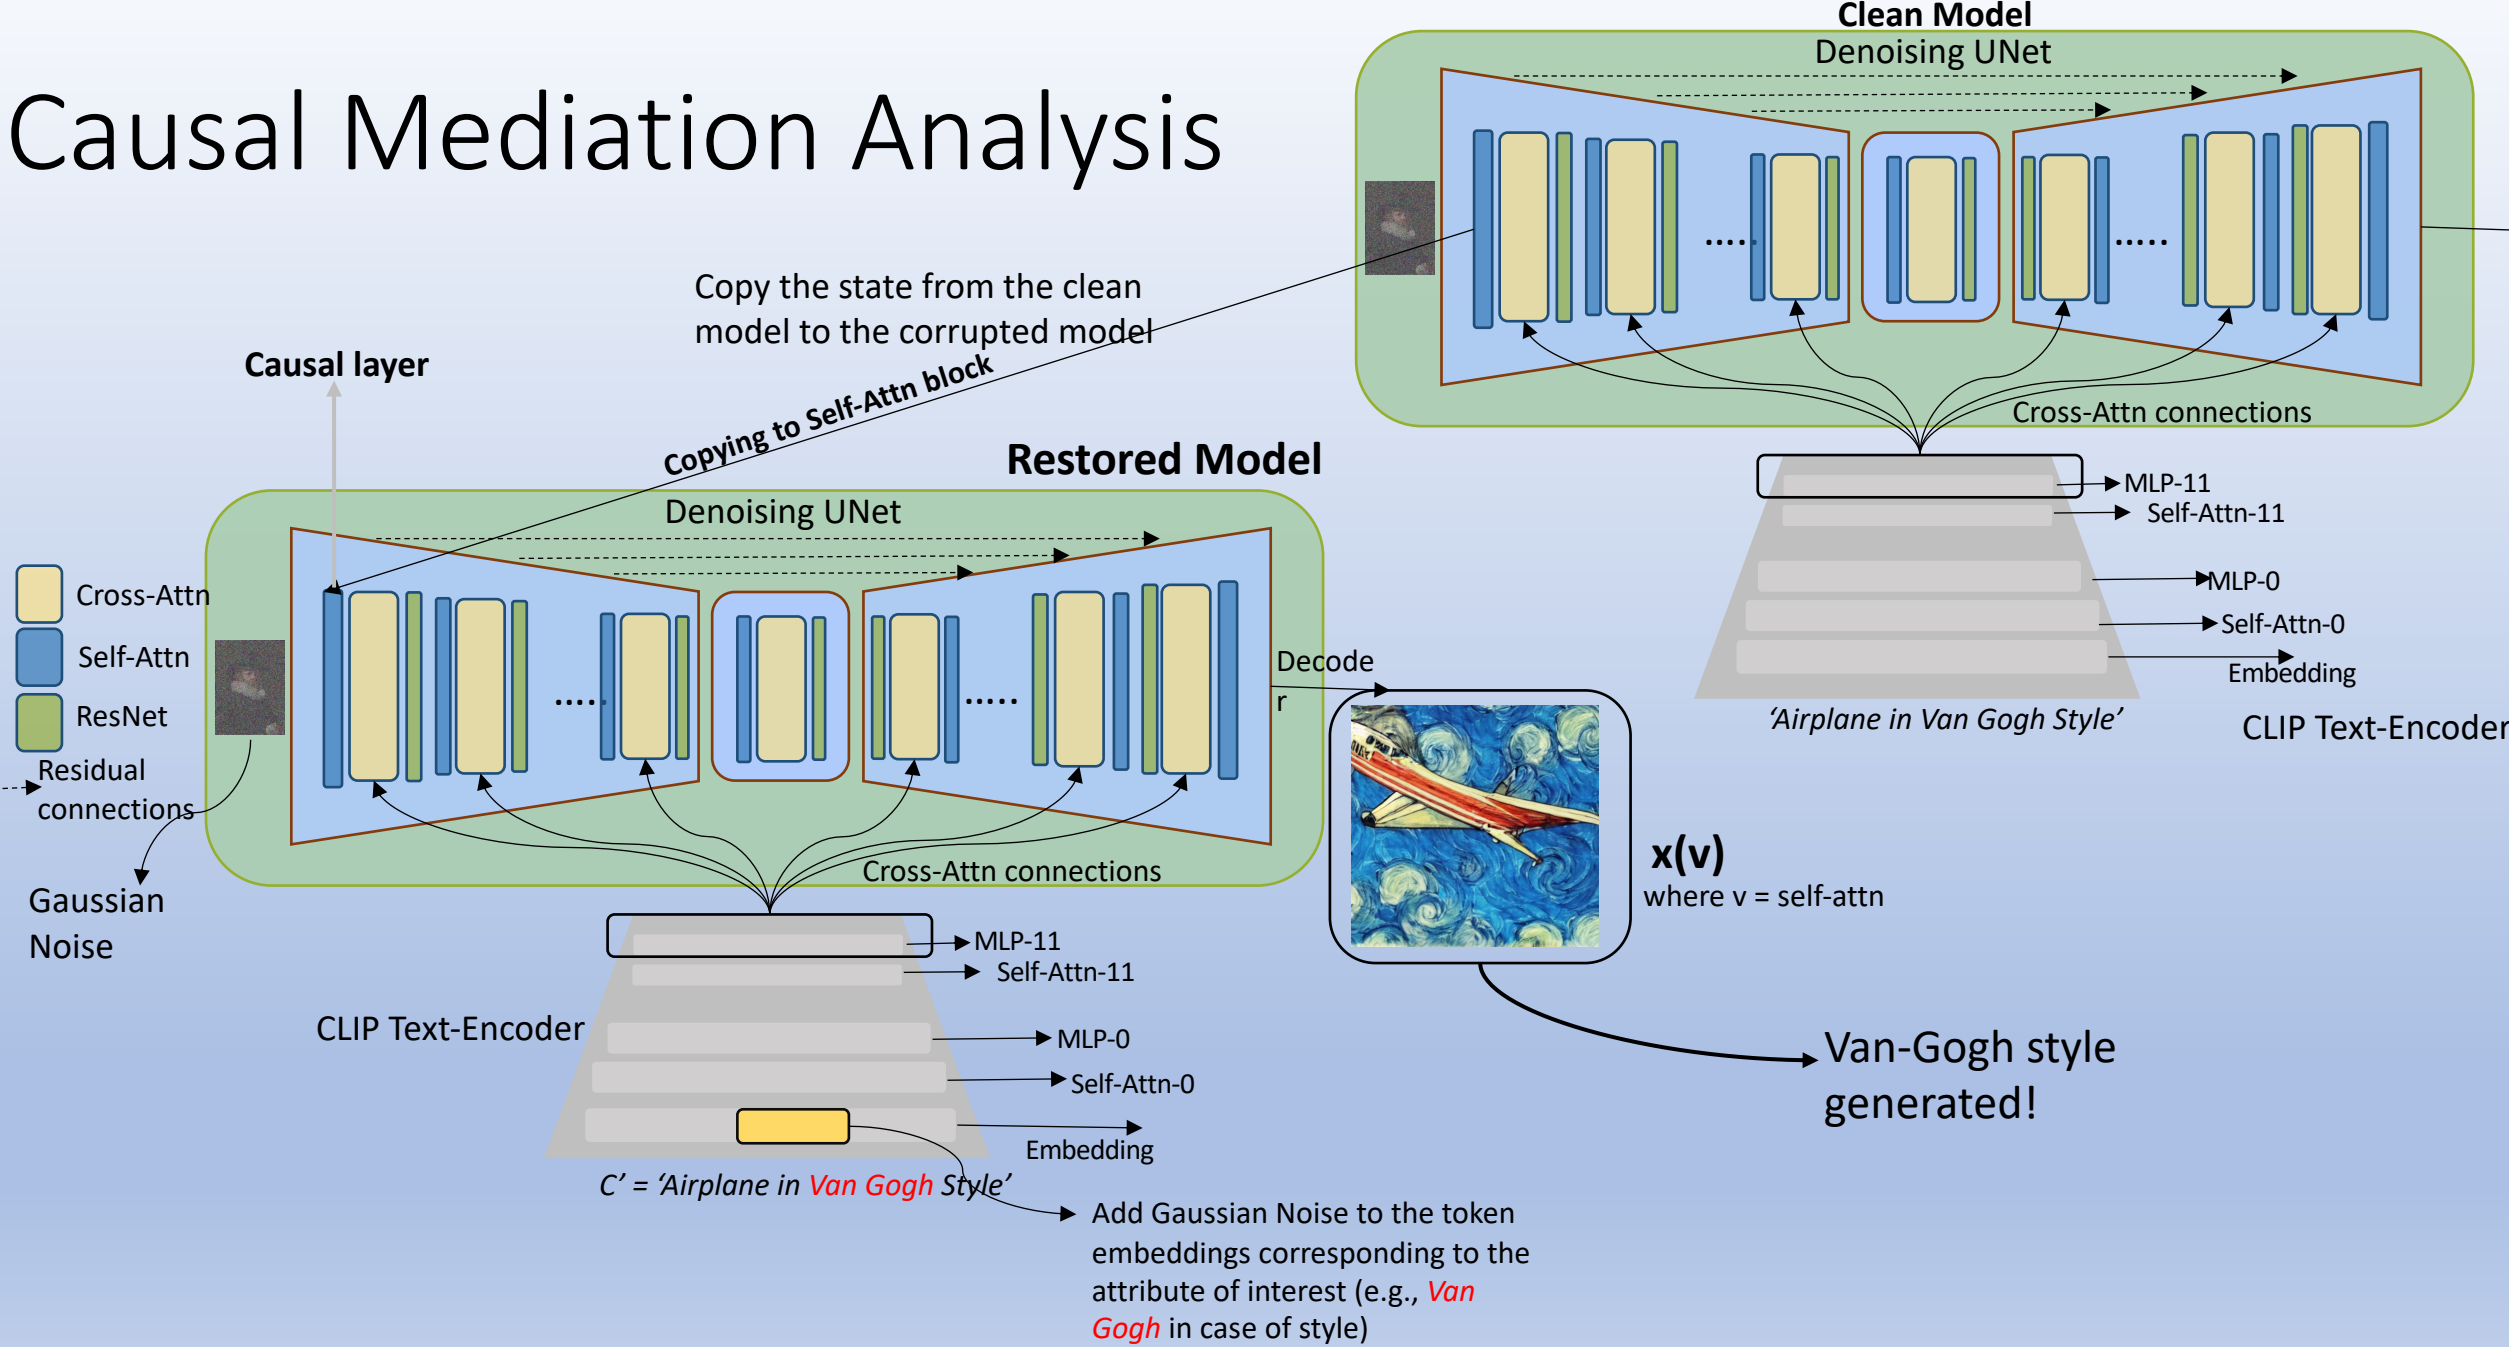 Causal Mediation Analysis
Clean Model
Denoising UNet
Copy the state from the clean
model to the corrupted model
Causal layer
Copying to Self-Attn block
Cross-Attn connections
MLP-11
Self-Attn-11
MLP-0
Self-Attn-0
Embedding
‘Airplane in Van Gogh Style’
CLIP Text-Encoder
Restored Model
Denoising UNet
Cross-Attn
Self-Attn
ResNet
Residual
connections
Gaussian
Noise
Decode
r
Cross-Attn connections
x(v)
where v = self-attn
MLP-11
Self-Attn-11
CLIP Text-Encoder
MLP-0
Self-Attn-0
Embedding
C’ = ‘Airplane in Van Gogh Style’
Van-Gogh style
generated!
Add Gaussian Noise to the token
embeddings corresponding to the
attribute of interest (e.g., Van
Gogh in case of style)